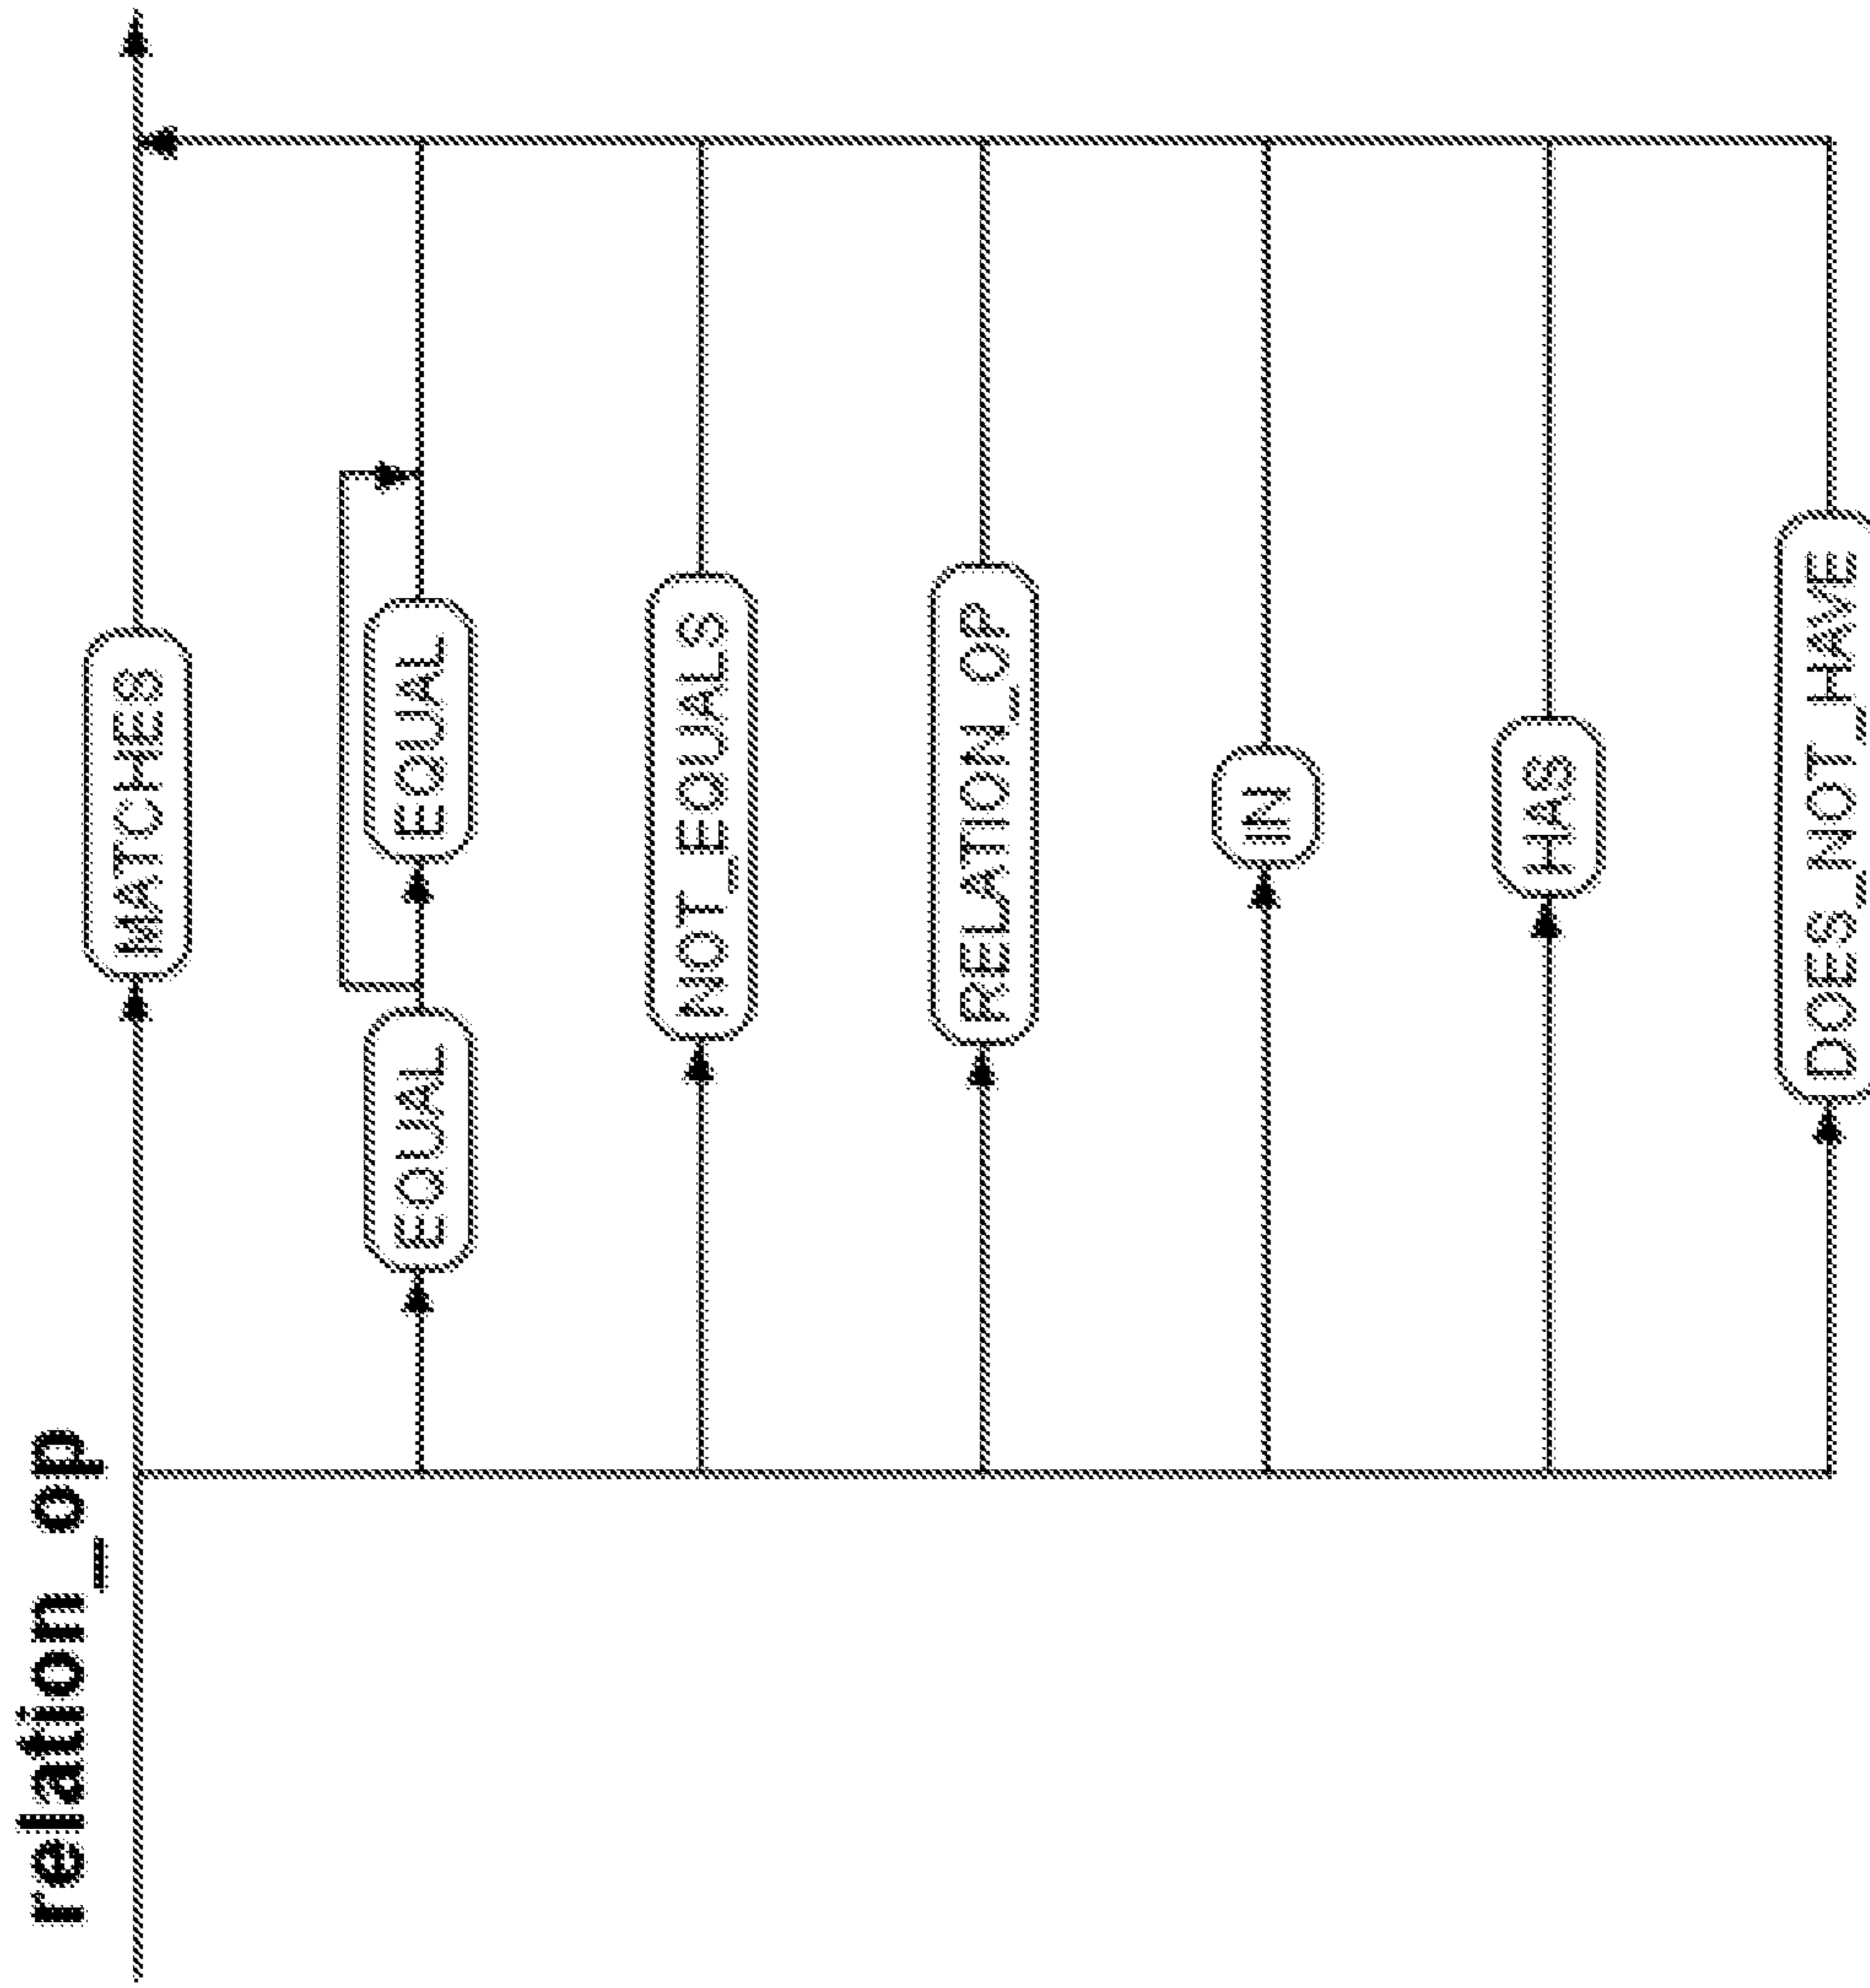 relation_op
MATCHES
EQUAL
EQUAL
NOT_EQUALS
RELATION_OP
IN
HAS
DOES_NOT_HAVE